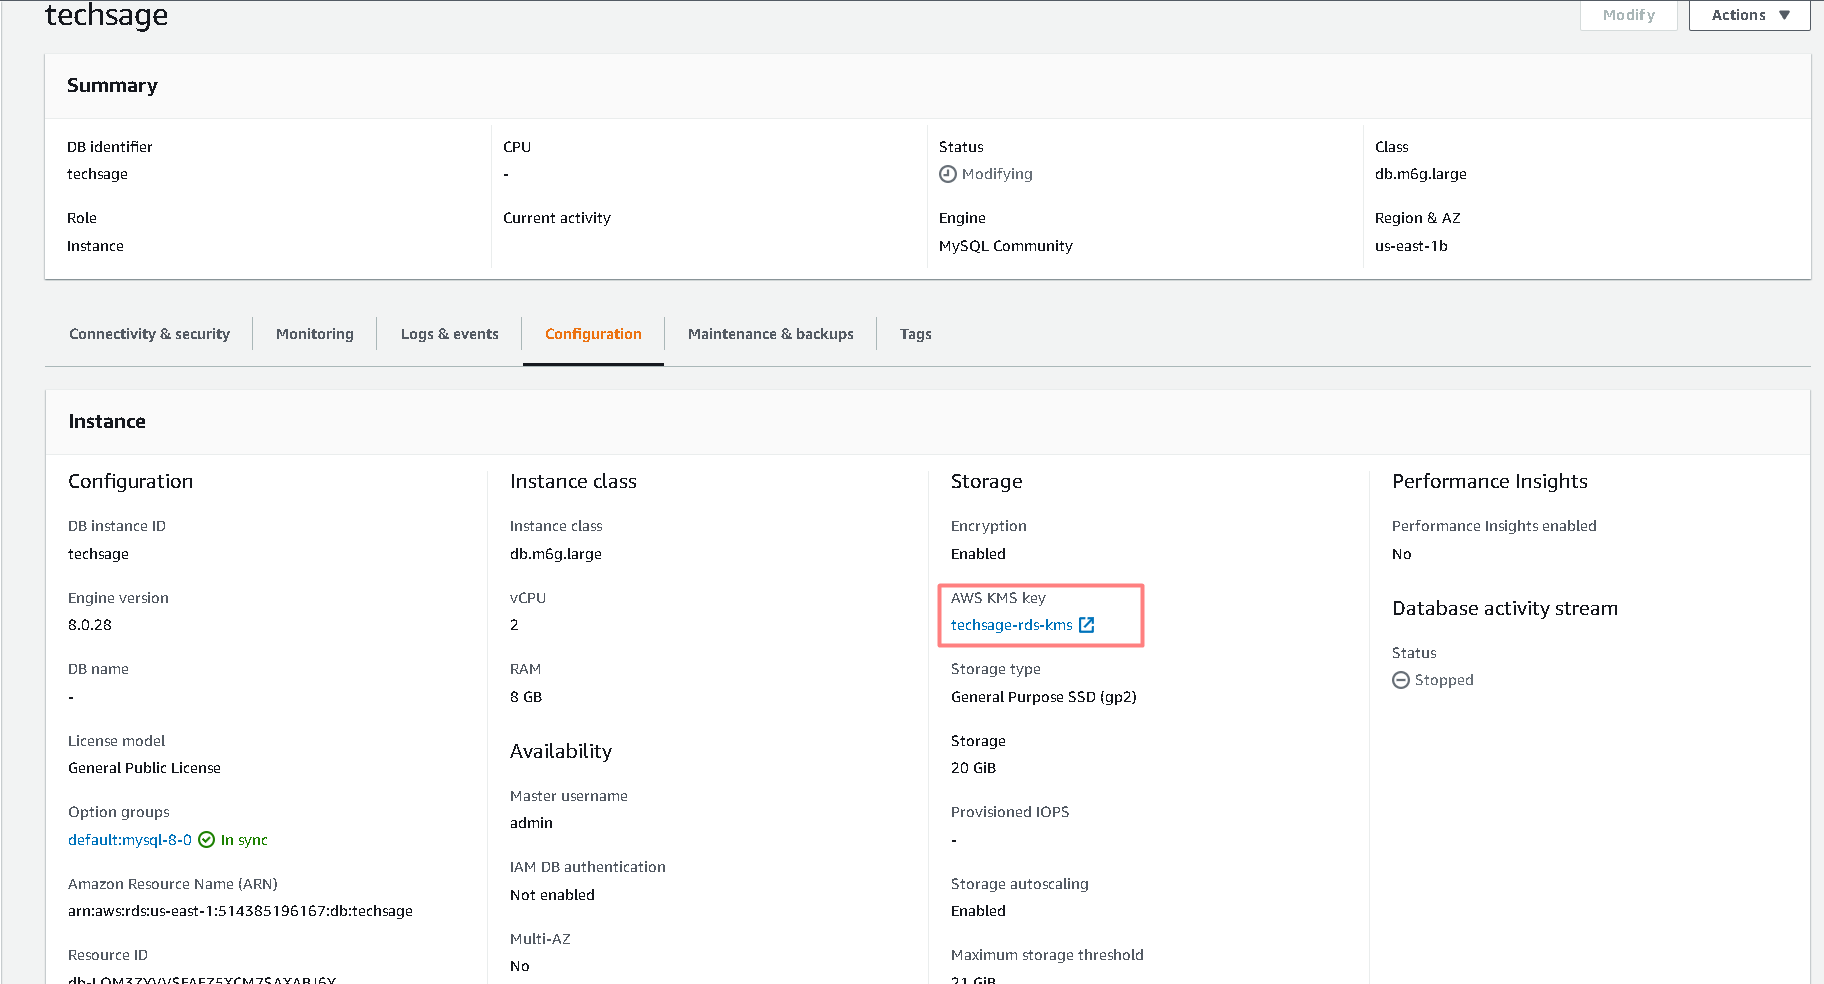 techsage
Modify
Actions
Summary
DB identifier
techsage
CPU
-
Status
Modifying
Class
db.m6g.large
Role
Instance
Current activity
Engine
MySQL Community
Region & AZ
us-east-1b
Connectivity & security
Monitoring
Logs & events
Configuration
Maintenance & backups
Tags
Instance
Configuration
DB instance ID
techsage
Engine version
8.0.28
DB name
-
License model
General Public License
Option groups
default:mysql-8-0 In sync
Amazon Resource Name (ARN)
arn:aws:rds:us-east-1:514385196167:db:techsage
Resource ID
Instance class
Instance class
db.m6g.large
vCPU
2
RAM
8 GB
Availability
Master username
admin
IAM DB authentication
Not enabled
Multi-AZ
No
Storage
Encryption
Enabled
AWS KMS key
techsage-rds-kms
Storage type
General Purpose SSD (gp2)
Storage
20 GiB
Provisioned IOPS
-
Storage autoscaling
Enabled
Maximum storage threshold
21 GiB
Performance Insights
Performance Insights enabled
No
Database activity stream
Status
Stopped